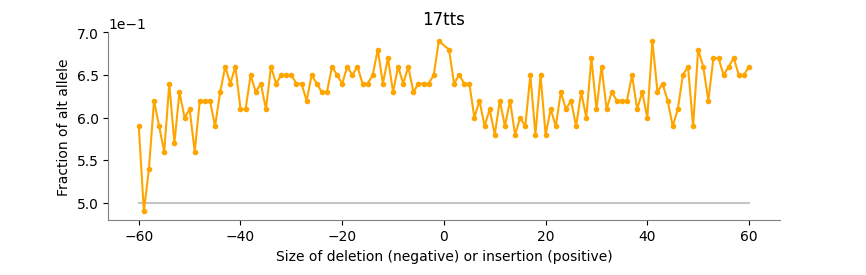 17tts
1e−1
7.0
6.5
6.0
5.5
5.0
Fraction of alt allele
−60 −40 −20 0 20 40 60
Size of deletion (negative) or insertion (positive)